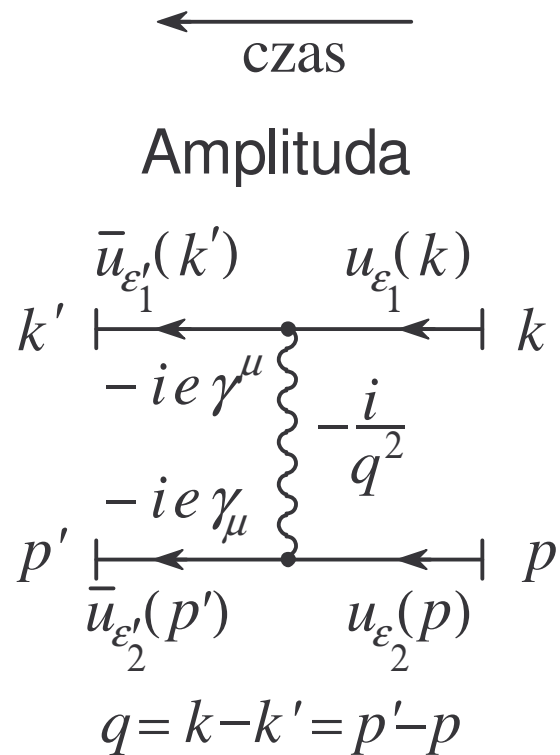 czas
Amplituda
ū_{ε′_1}(k′) u_{ε_1}(k)
k′ k
−ieγ^μ −i/q²
−ieγ_μ
p′ p
ū_{ε′_2}(p′) u_{ε_2}(p)
q=k−k′=p′−p